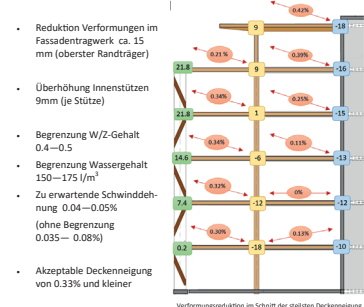 • Reduktion Verformungen im
Fassadentragwerk ca. 15
mm (oberster Randträger)
• Überhöhung Innenstützen
9mm (je Stütze)
• Begrenzung W/Z-Gehalt
0.4—0.5
• Begrenzung Wassergehalt
150—175 l/m³
• Zu erwartende Schwinddeh-
nung 0.04—0.05%
(ohne Begrenzung
0.035— 0.08%)
• Akzeptable Deckenneigung
von 0.33% und kleiner
0.42%
9 -18
0.21 % 0.39%
21.8 9 -16
0.34% 0.25%
21.8 1 -15
0.34% 0.11%
14.6 -6 -13
0.32% 0%
7.4 -12 -12
0.30% 0.13%
0.2 -18 -10
Verformungsreduktion im Schnitt der steilsten Deckenneigung